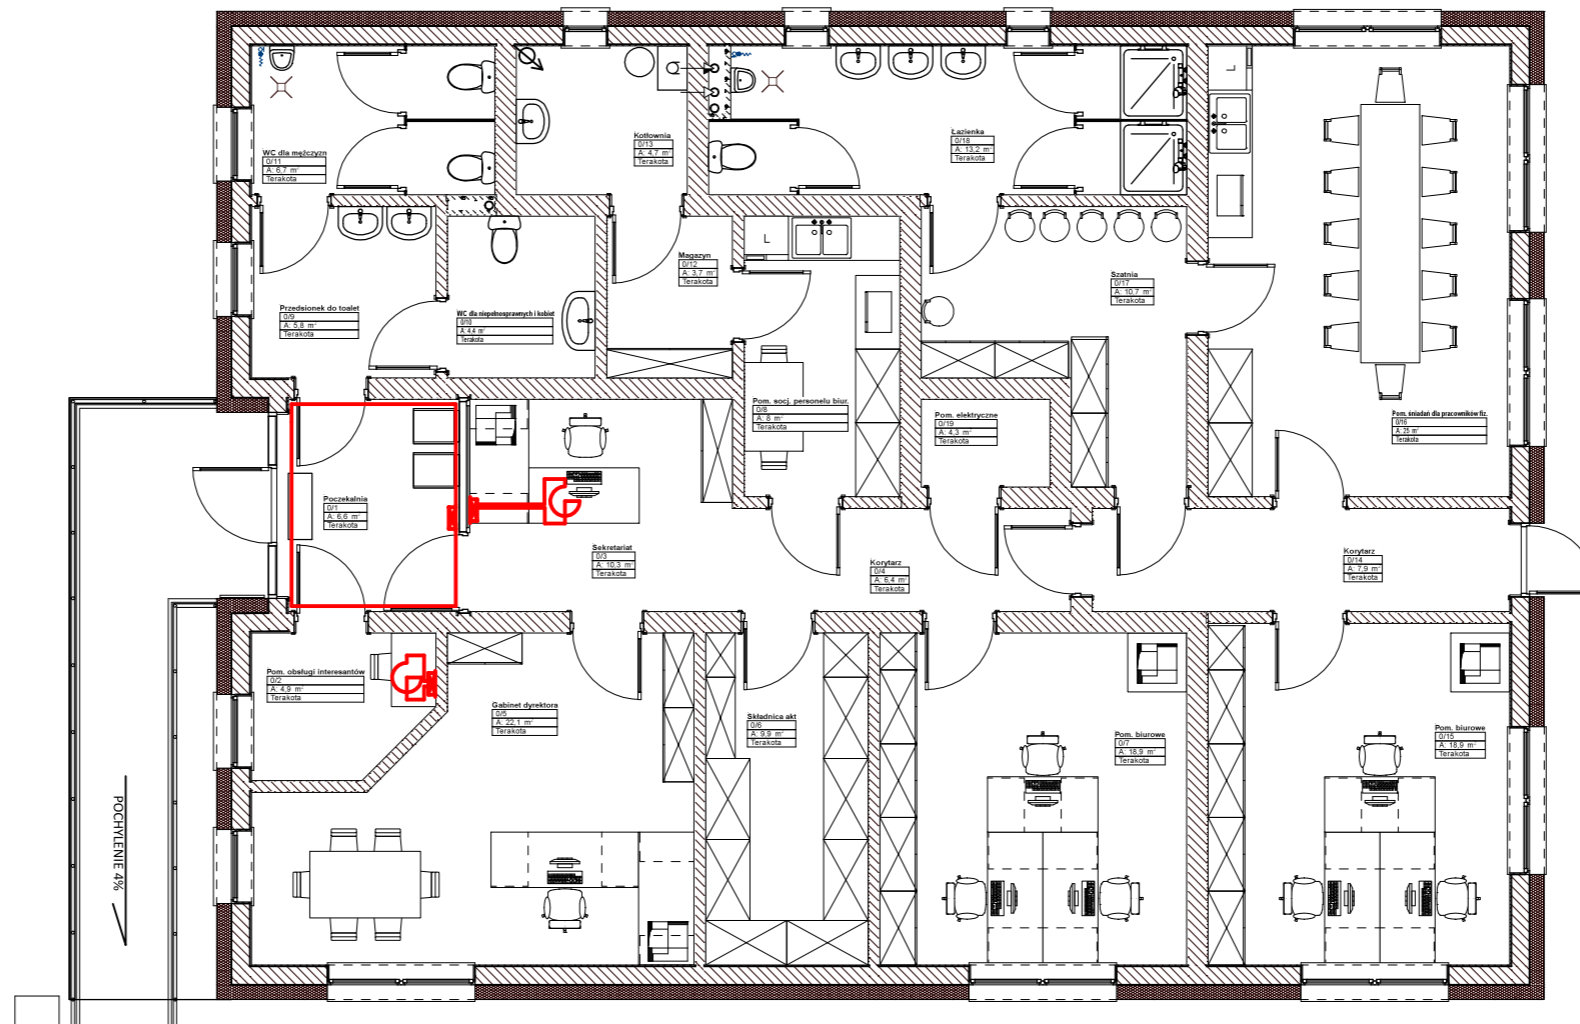 WC dla mężczyzn
0/11
A: 6,7 m²
Terakota
Kotłownia
0/13
A: 4,7 m²
Terakota
Łazienka
0/18
A: 13,2 m²
Terakota
L
L
Magazyn
0/12
A: 3,7 m²
Terakota
Szatnia
0/17
A: 10,7 m²
Terakota
Przedsionek do toalet
0/9
A: 5,8 m²
Terakota
WC dla niepełnosprawnych i kobiet
0/10
A: 4,4 m²
Terakota
Pom. socj. personelu biur.
0/8
A: 8 m²
Terakota
Pom. elektryczne
0/19
A: 4,3 m²
Terakota
Pom. śniadań dla pracowników fiz.
0/16
A: 25 m²
Terakota
Poczekalnia
0/1
A: 6,6 m²
Terakota
Sekretariat
0/3
A: 10,3 m²
Terakota
Korytarz
0/4
A: 6,4 m²
Terakota
Korytarz
0/14
A: 7,9 m²
Terakota
Pom. obsługi interesantów
0/2
A: 4,9 m²
Terakota
Gabinet dyrektora
0/5
A: 22,1 m²
Terakota
Składnica akt
0/6
A: 9,9 m²
Terakota
Pom. biurowe
0/7
A: 18,9 m²
Terakota
Pom. biurowe
0/15
A: 18,9 m²
Terakota
POCHYLENIE 4%